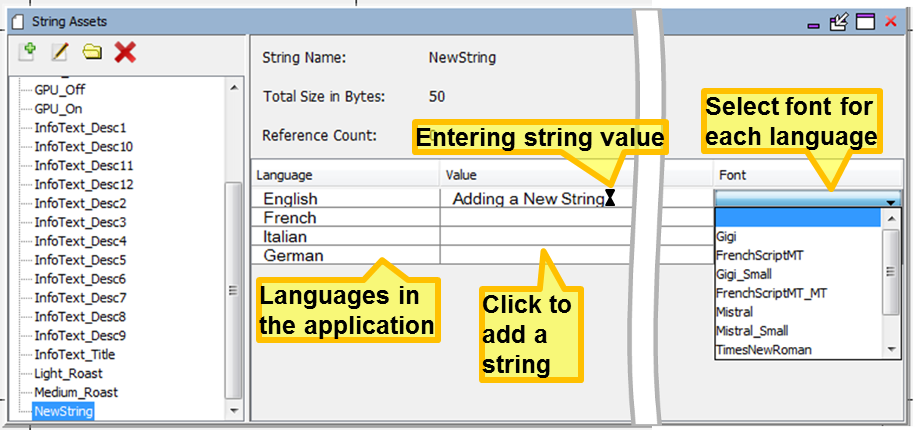 String Assets
GPU_Off
GPU_On
InfoText_Desc1
InfoText_Desc10
InfoText_Desc11
InfoText_Desc12
InfoText_Desc2
InfoText_Desc3
InfoText_Desc4
InfoText_Desc5
InfoText_Desc6
InfoText_Desc7
InfoText_Desc8
InfoText_Desc9
InfoText_Title
Light_Roast
Medium_Roast
NewString
String Name: NewString
Total Size in Bytes: 50
Reference Count:
Entering string value
Select font for
each language
Language Value Font
English Adding a New String
French
Italian
German
Languages in
the application
Click to
add a
string
Gigi
FrenchScriptMT
Gigi_Small
FrenchScriptMT_MT
Mistral
Mistral_Small
TimesNewRoman